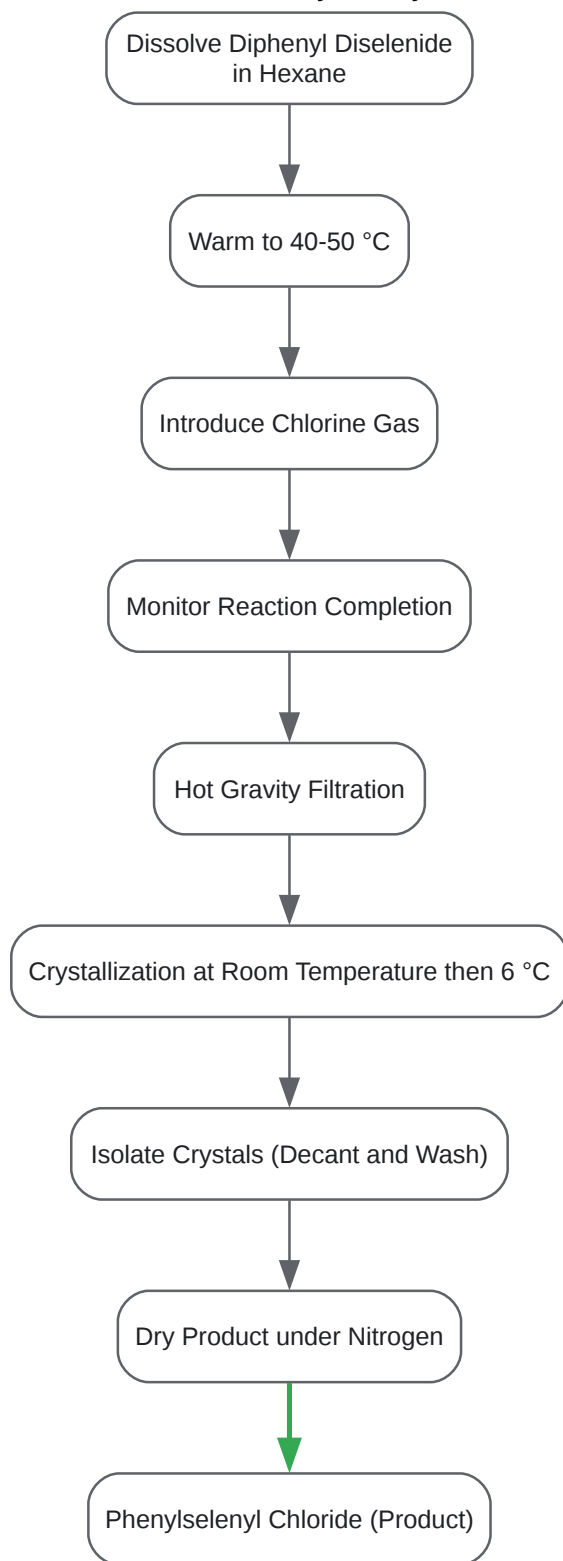 Dissolve Diphenyl Diselenide
in Hexane
Warm to 40-50 °C
Introduce Chlorine Gas
Monitor Reaction Completion
Hot Gravity Filtration
Crystallization at Room Temperature then 6 °C
Isolate Crystals (Decant and Wash)
Dry Product under Nitrogen
Phenylselenyl Chloride (Product)